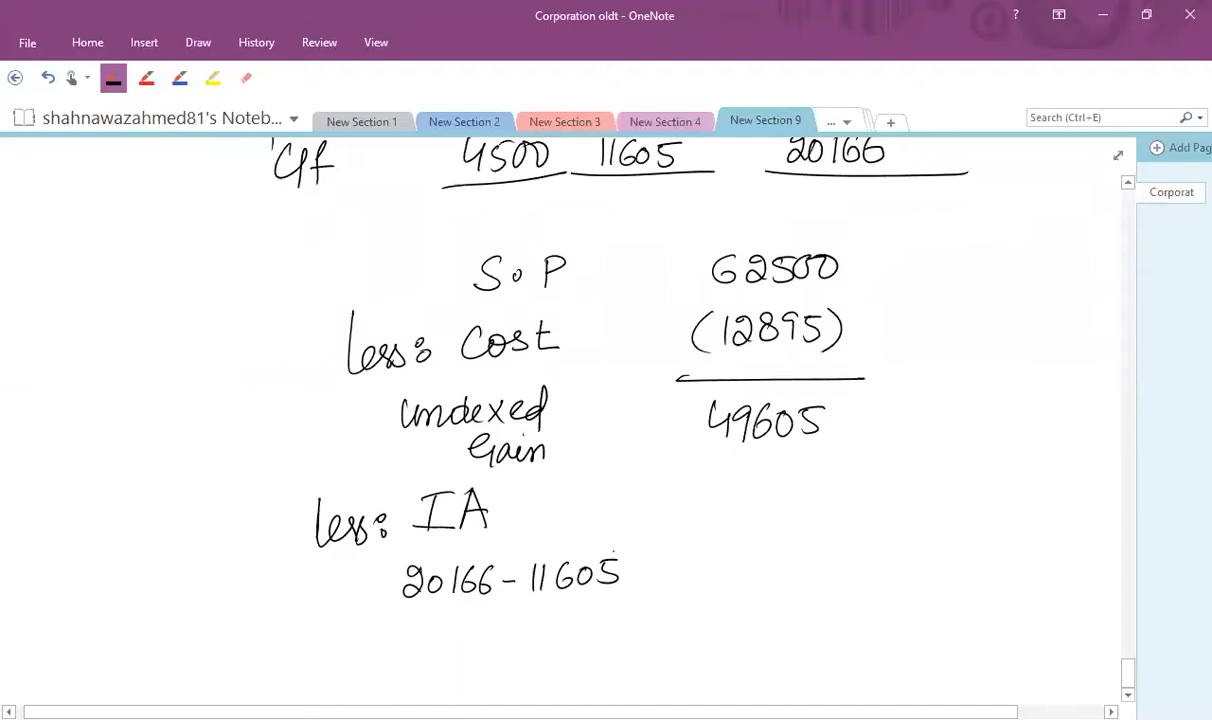 Corporation oldt - OneNote
File Home Insert Draw History Review View
shahnawazahmed81's Noteb... New Section 1 New Section 2 New Section 3 New Section 4 New Section 9 ... Search (Ctrl+E)
Add Pag
Corporat
4500 11605 20166
S.P 62500
less: Cost (12895)
undexed 49605
Gain
less: IA
20166-11605